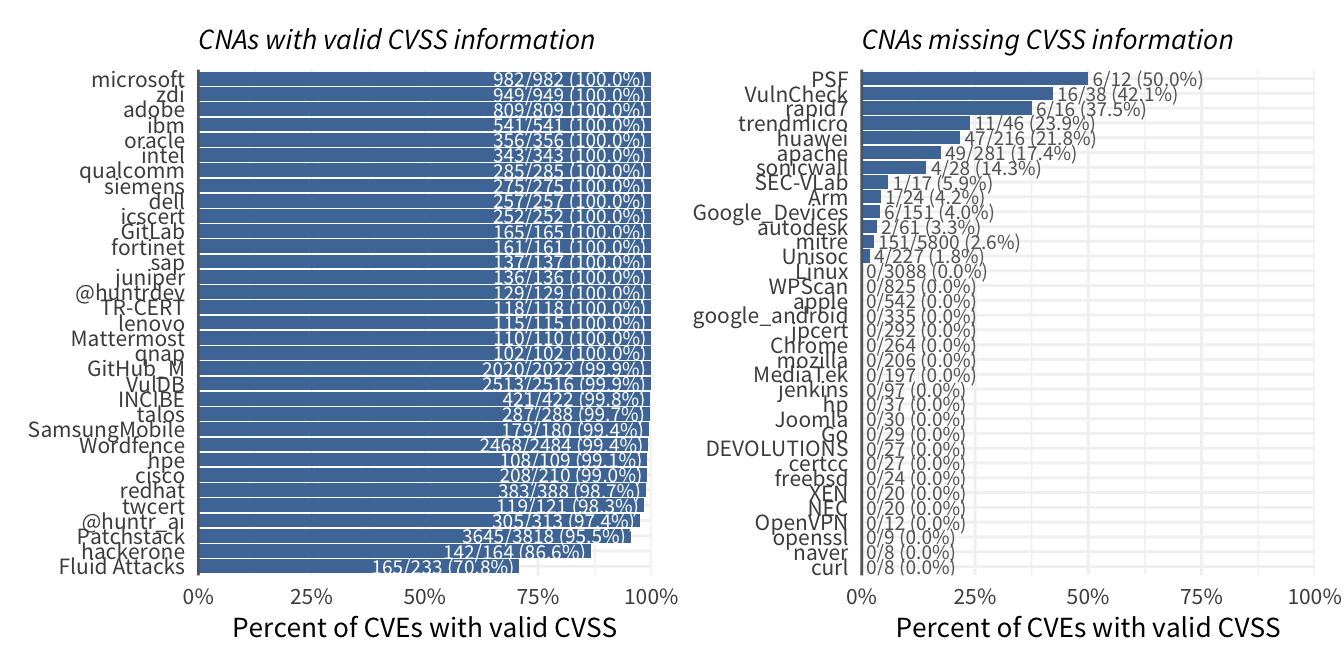 CNAs with valid CVSS information
microsoft 982/982 (100.0%)
zdi 949/949 (100.0%)
adobe 809/809 (100.0%)
ibm 541/541 (100.0%)
oracle 356/356 (100.0%)
intel 343/343 (100.0%)
qualcomm 285/285 (100.0%)
siemens 275/275 (100.0%)
dell 257/257 (100.0%)
icscert 252/252 (100.0%)
GitLab 165/165 (100.0%)
fortinet 161/161 (100.0%)
sap 137/137 (100.0%)
juniper 136/136 (100.0%)
@huntrdev 129/129 (100.0%)
TR-CERT 118/118 (100.0%)
lenovo 115/115 (100.0%)
Mattermost 110/110 (100.0%)
qnap 102/102 (100.0%)
GitHub_M 2020/2022 (99.9%)
VulDB 2513/2516 (99.9%)
INCIBE 421/422 (99.8%)
talos 287/288 (99.7%)
SamsungMobile 179/180 (99.4%)
Wordfence 2468/2484 (99.4%)
hpe 108/109 (99.1%)
cisco 208/210 (99.0%)
redhat 383/388 (98.7%)
twcert 119/121 (98.3%)
@huntr_ai 305/313 (97.4%)
Patchstack 3645/3818 (95.5%)
hackerone 142/164 (86.6%)
Fluid Attacks 165/233 (70.8%)
0% 25% 50% 75% 100%
Percent of CVEs with valid CVSS
CNAs missing CVSS information
PSF 6/12 (50.0%)
VulnCheck 16/38 (42.1%)
rapid7 6/16 (37.5%)
trendmicro 11/46 (23.9%)
huawei 47/216 (21.8%)
apache 49/281 (17.4%)
sonicwall 4/28 (14.3%)
SEC-VLab 1/17 (5.9%)
Arm 1/24 (4.2%)
Google_Devices 6/151 (4.0%)
autodesk 2/61 (3.3%)
mitre 151/5800 (2.6%)
Unisoc 4/227 (1.8%)
Linux 0/3088 (0.0%)
WPScan 0/825 (0.0%)
apple 0/542 (0.0%)
google_android 0/335 (0.0%)
jpcert 0/292 (0.0%)
Chrome 0/264 (0.0%)
mozilla 0/206 (0.0%)
MediaTek 0/197 (0.0%)
jenkins 0/97 (0.0%)
hp 0/37 (0.0%)
Joomla 0/30 (0.0%)
Go 0/29 (0.0%)
DEVOLUTIONS 0/27 (0.0%)
certcc 0/27 (0.0%)
freebsd 0/24 (0.0%)
XEN 0/20 (0.0%)
NEC 0/20 (0.0%)
OpenVPN 0/12 (0.0%)
openssl 0/9 (0.0%)
naver 0/8 (0.0%)
curl 0/8 (0.0%)
0% 25% 50% 75% 100%
Percent of CVEs with valid CVSS